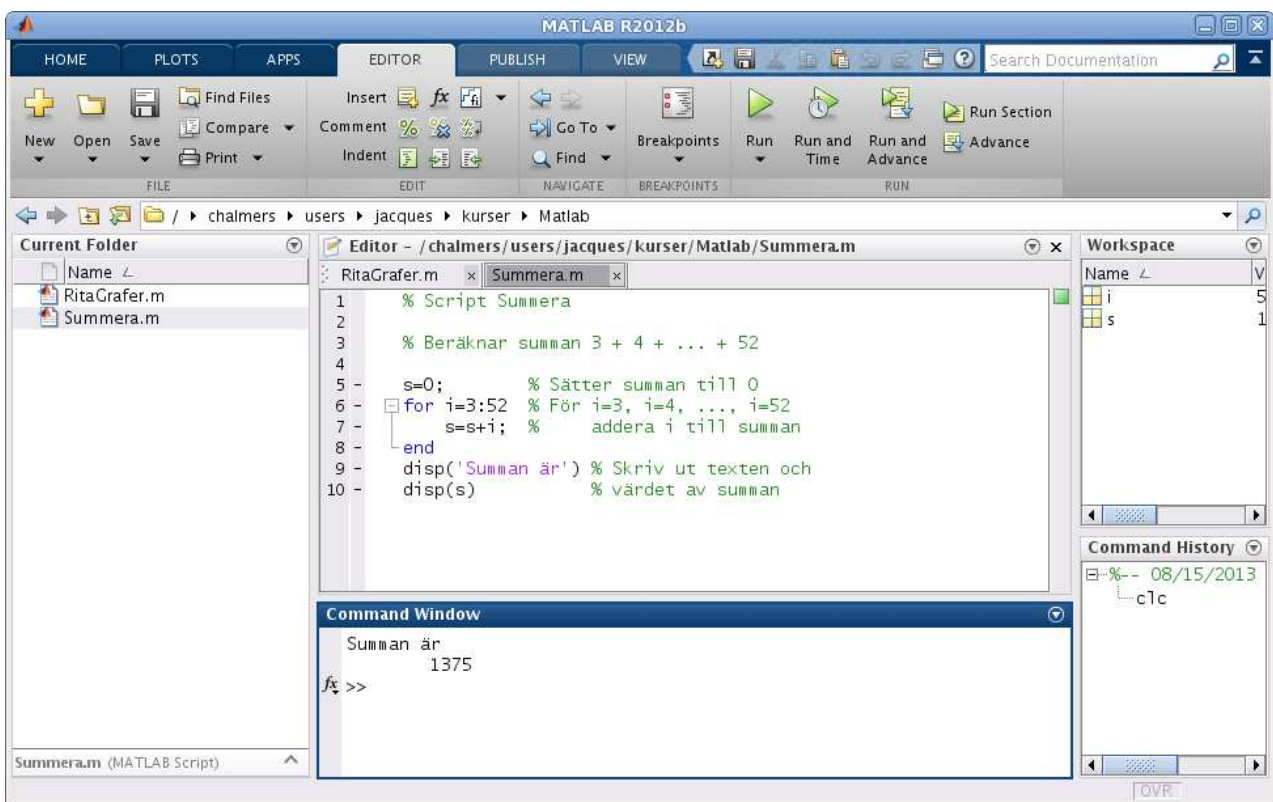 MATLAB R2012b
HOME PLOTS APPS EDITOR PUBLISH VIEW Search Documentation
Find Files
Compare
Print
New Open Save
FILE
Insert fx
Comment
Indent
EDIT
Go To
Find
NAVIGATE
Breakpoints
BREAKPOINTS
Run Run and Time Run and Advance
Run Section
Advance
RUN
/ chalmers users jacques kurser Matlab
Current Folder
Name
RitaGrafer.m
Summera.m
Summera.m (MATLAB Script)
Editor - /chalmers/users/jacques/kurser/Matlab/Summera.m
RitaGrafer.m Summera.m
1 % Script Summera
2
3 % Beräknar summan 3 + 4 + ... + 52
4
5 - s=0; % Sätter summan till 0
6 - for i=3:52 % För i=3, i=4, ..., i=52
7 - s=s+i; % addera i till summan
8 - end
9 - disp('Summan är') % Skriv ut texten och
10 - disp(s) % värdet av summan
Command Window
Summan är
1375
fx >>
Workspace
Name V
i 5
s 1
Command History
%-- 08/15/2013
clc
OVR